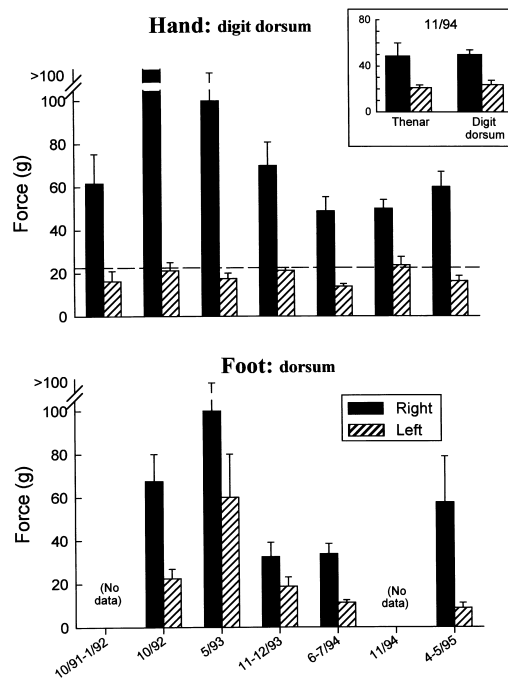 Hand: digit dorsum
11/94
80
40
0
Thenar
Digit
dorsum
>100
100
80
60
40
20
0
Force (g)
Foot: dorsum
>100
100
80
60
40
20
0
Force (g)
Right
Left
(No
data)
(No
data)
10/91-1/92
10/92
5/93
11-12/93
6-7/94
11/94
4-5/95